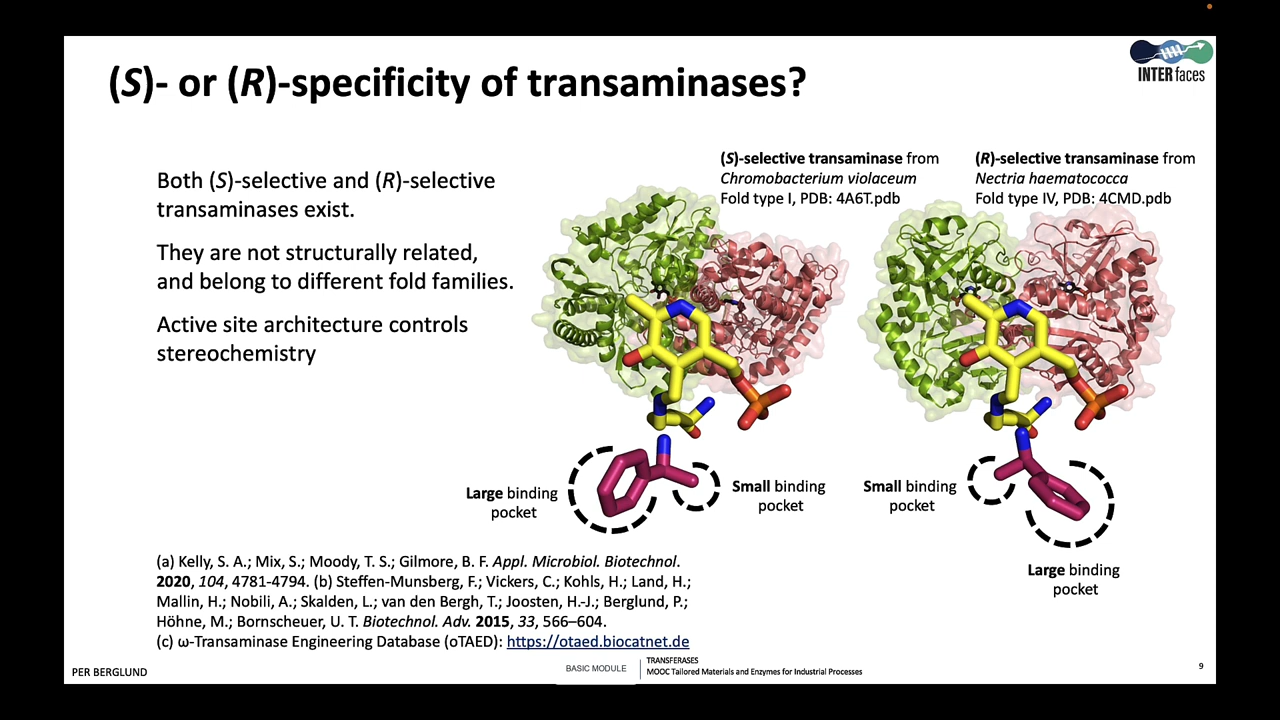 (S)- or (R)-specificity of transaminases?
INTERfaces
Both (S)-selective and (R)-selective
transaminases exist.
They are not structurally related,
and belong to different fold families.
Active site architecture controls
stereochemistry
(S)-selective transaminase from
Chromobacterium violaceum
Fold type I, PDB: 4A6T.pdb
(R)-selective transaminase from
Nectria haematococca
Fold type IV, PDB: 4CMD.pdb
Large binding
pocket
Small binding
pocket
Small binding
pocket
Large binding
pocket
(a) Kelly, S. A.; Mix, S.; Moody, T. S.; Gilmore, B. F. Appl. Microbiol. Biotechnol.
2020, 104, 4781-4794. (b) Steffen-Munsberg, F.; Vickers, C.; Kohls, H.; Land, H.;
Mallin, H.; Nobili, A.; Skalden, L.; van den Bergh, T.; Joosten, H.-J.; Berglund, P.;
Höhne, M.; Bornscheuer, U. T. Biotechnol. Adv. 2015, 33, 566–604.
(c) ω-Transaminase Engineering Database (oTAED): https://otaed.biocatnet.de
PER BERGLUND
BASIC MODULE
TRANSFERASES
MOOC Tailored Materials and Enzymes for Industrial Processes
9